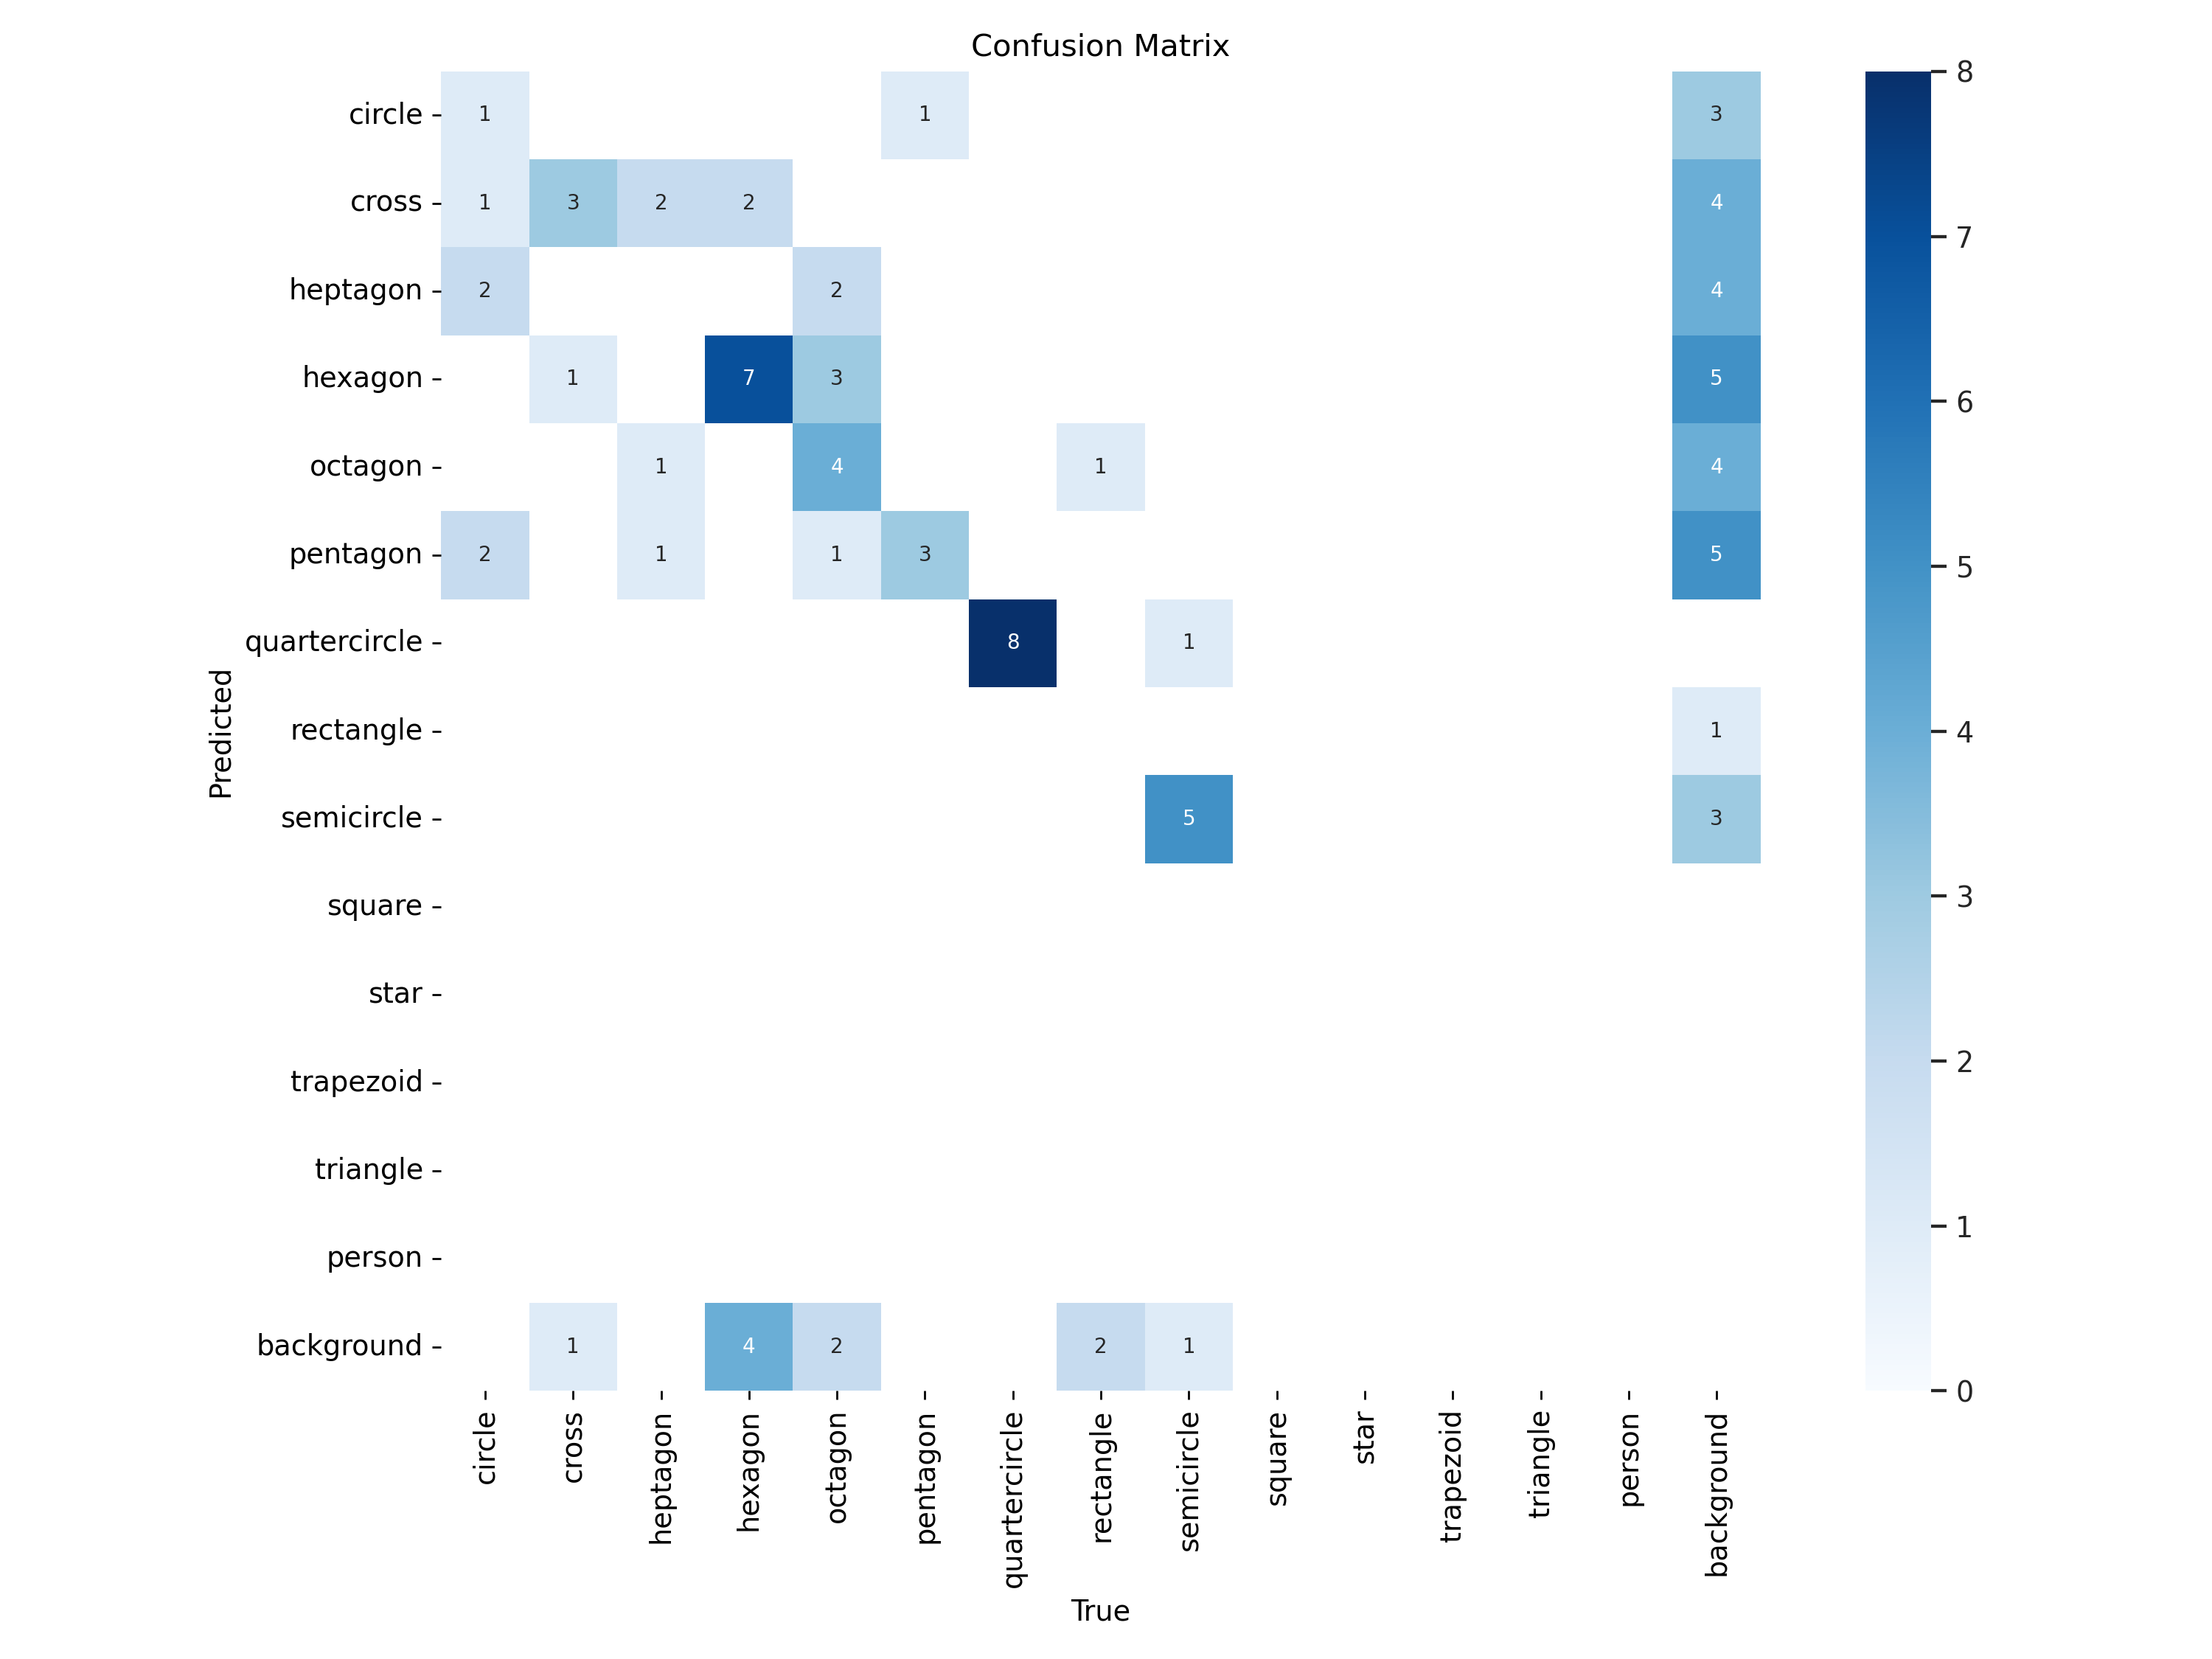 Confusion Matrix
circle 1 1 3
cross 1 3 2 2 4
heptagon 2 2 4
hexagon 1 7 3 5
octagon 1 4 1 4
pentagon 2 1 1 3 5
quartercircle 8 1
rectangle 1
semicircle 5 3
square
star
trapezoid
triangle
person
background 1 4 2 2 1
Predicted
circle
cross
heptagon
hexagon
octagon
pentagon
quartercircle
rectangle
semicircle
square
star
trapezoid
triangle
person
background
True
8
7
6
5
4
3
2
1
0